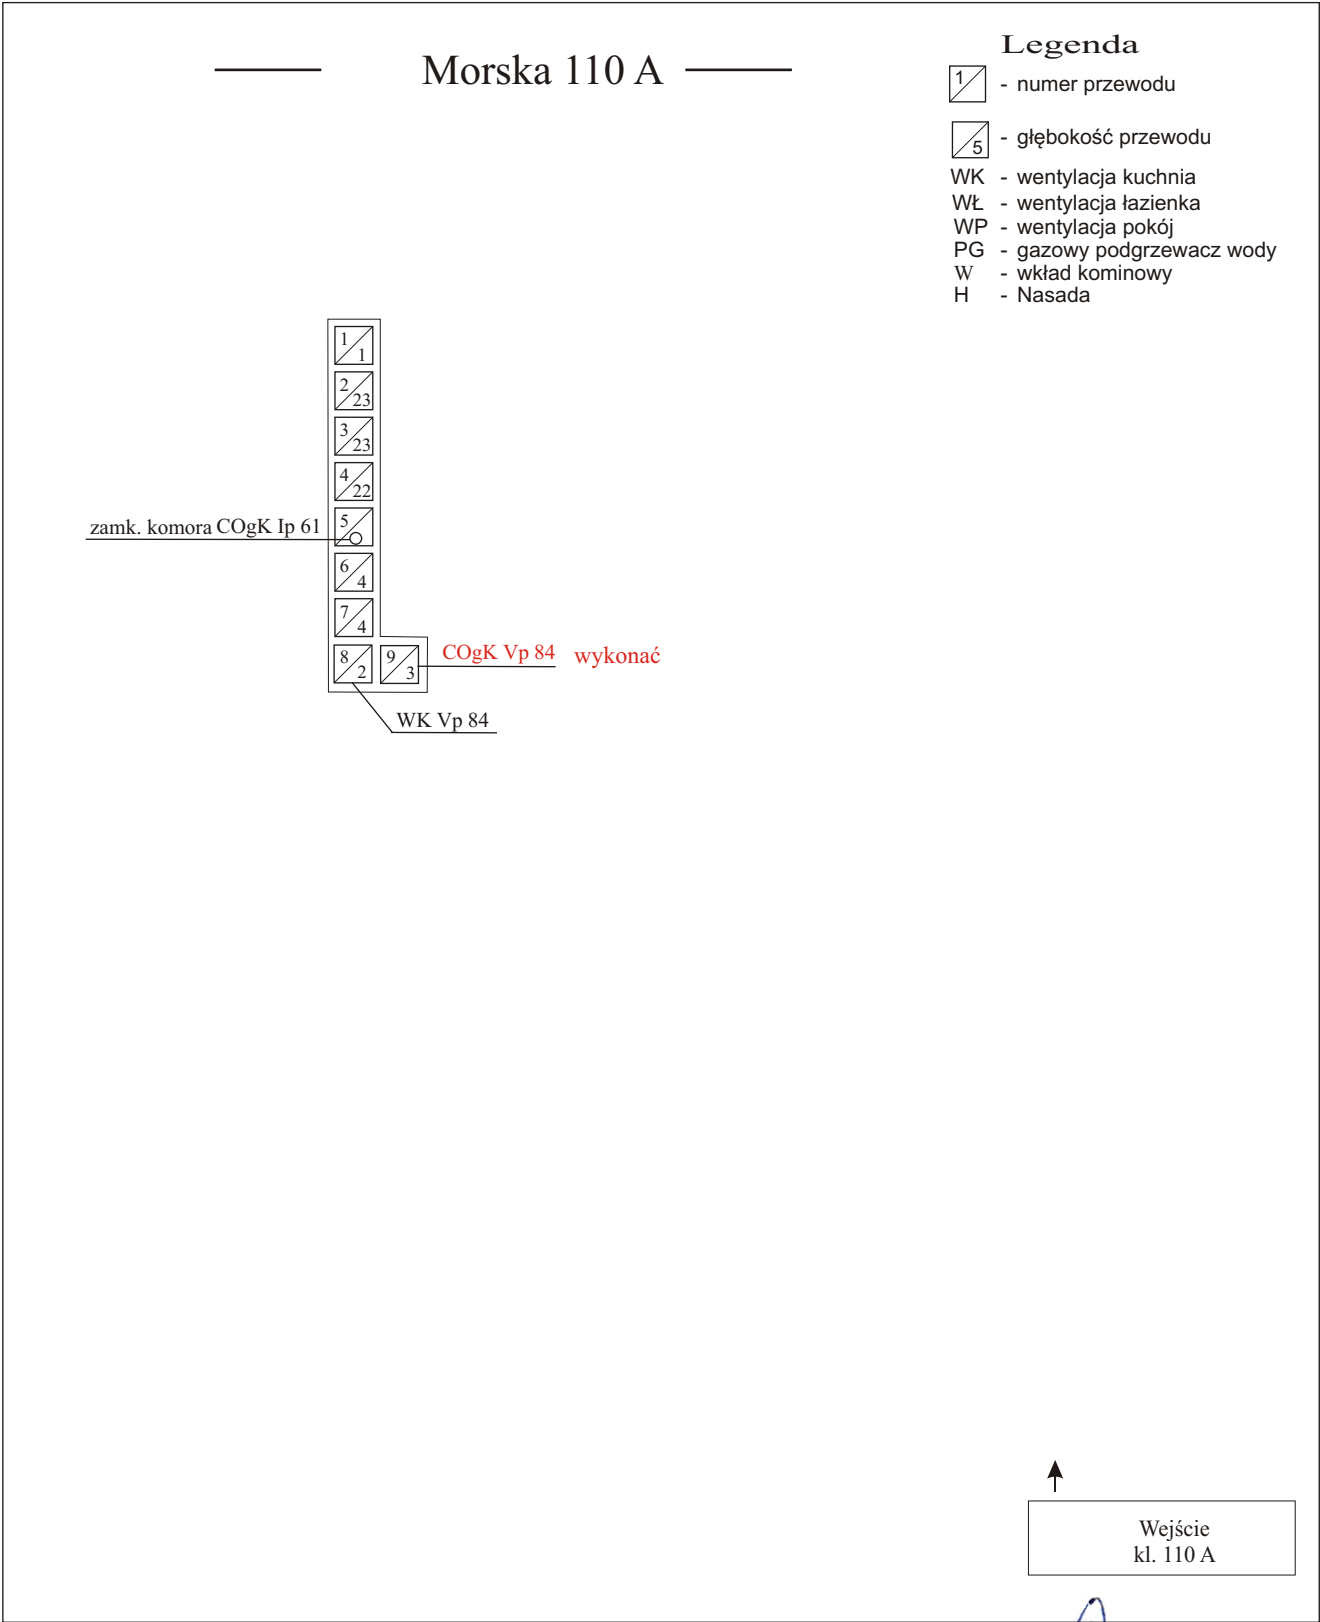 Morska 110 A
Legenda
1 - numer przewodu
5 - głębokość przewodu
WK - wentylacja kuchnia
WŁ - wentylacja łazienka
WP - wentylacja pokój
PG - gazowy podgrzewacz wody
W - wkład kominowy
H - Nasada
1 1
2 23
3 23
4 22
zamk. komora COgK Ip 61 5
6 4
7 4
8 2 9 3 COgK Vp 84 wykonać
WK Vp 84
Wejście
kl. 110 A